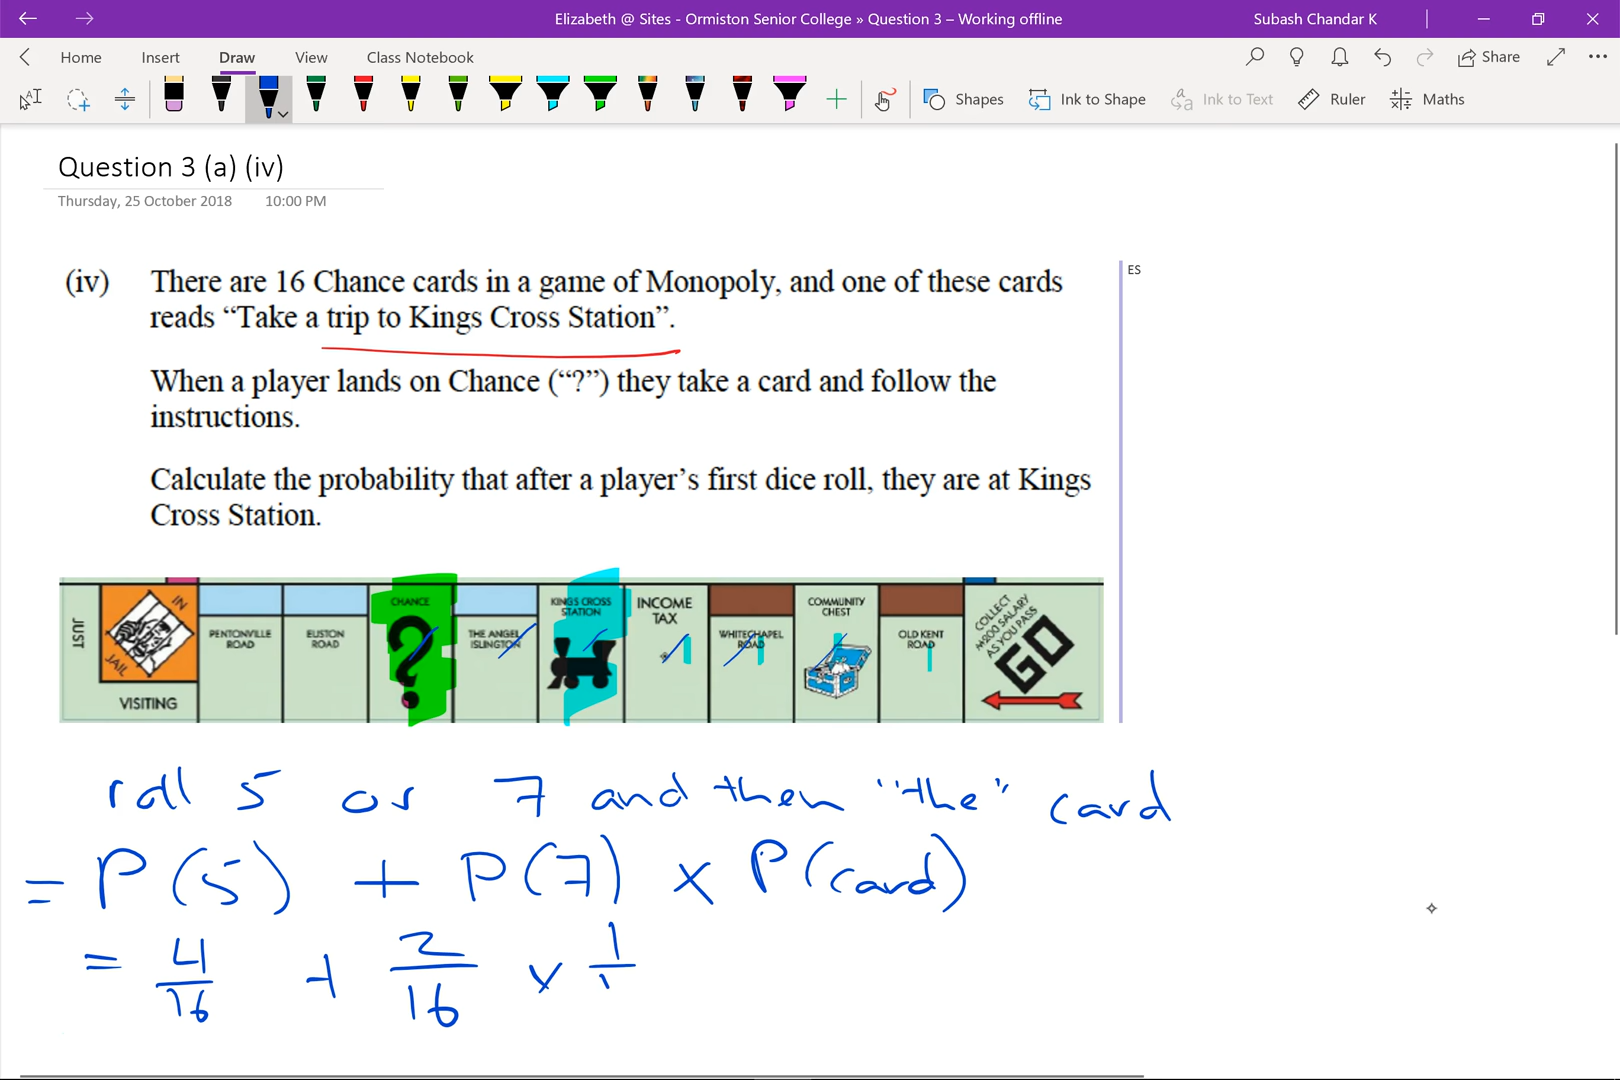 Elizabeth @ Sites - Ormiston Senior College » Question 3 – Working offline
Subash Chandar K
Home Insert Draw View Class Notebook
Share
Shapes Ink to Shape Ink to Text Ruler Maths
Question 3 (a) (iv)
Thursday, 25 October 2018 10:00 PM
ES
(iv) There are 16 Chance cards in a game of Monopoly, and one of these cards
reads “Take a trip to Kings Cross Station”.
When a player lands on Chance (“?”) they take a card and follow the
instructions.
Calculate the probability that after a player’s first dice roll, they are at Kings
Cross Station.
JUST
IN
JAIL
VISITING
PENTONVILLE
ROAD
EUSTON
ROAD
CHANCE
?
THE ANGEL
ISLINGTON
KINGS CROSS
STATION
INCOME
TAX
WHITECHAPEL
ROAD
COMMUNITY
CHEST
OLD KENT
ROAD
COLLECT
M200 SALARY
AS YOU PASS
GO
roll 5 or 7 and then "the" card
= P(5) + P(7) × P(card)
= 4/16 + 2/16 × 1/1